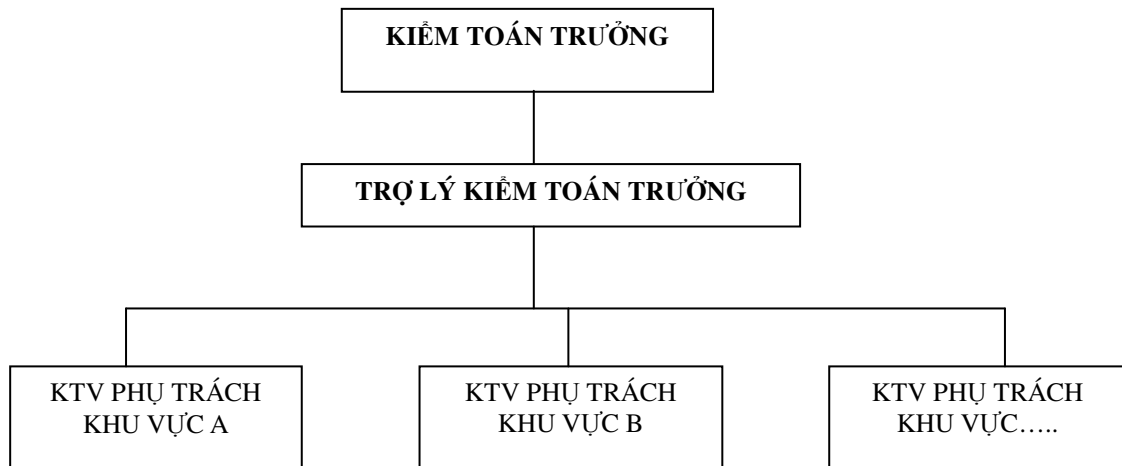 KIỂM TOÁN TRƯỞNG
TRỢ LÝ KIỂM TOÁN TRƯỞNG
KTV PHỤ TRÁCH
KHU VỰC A
KTV PHỤ TRÁCH
KHU VỰC B
KTV PHỤ TRÁCH
KHU VỰC…..